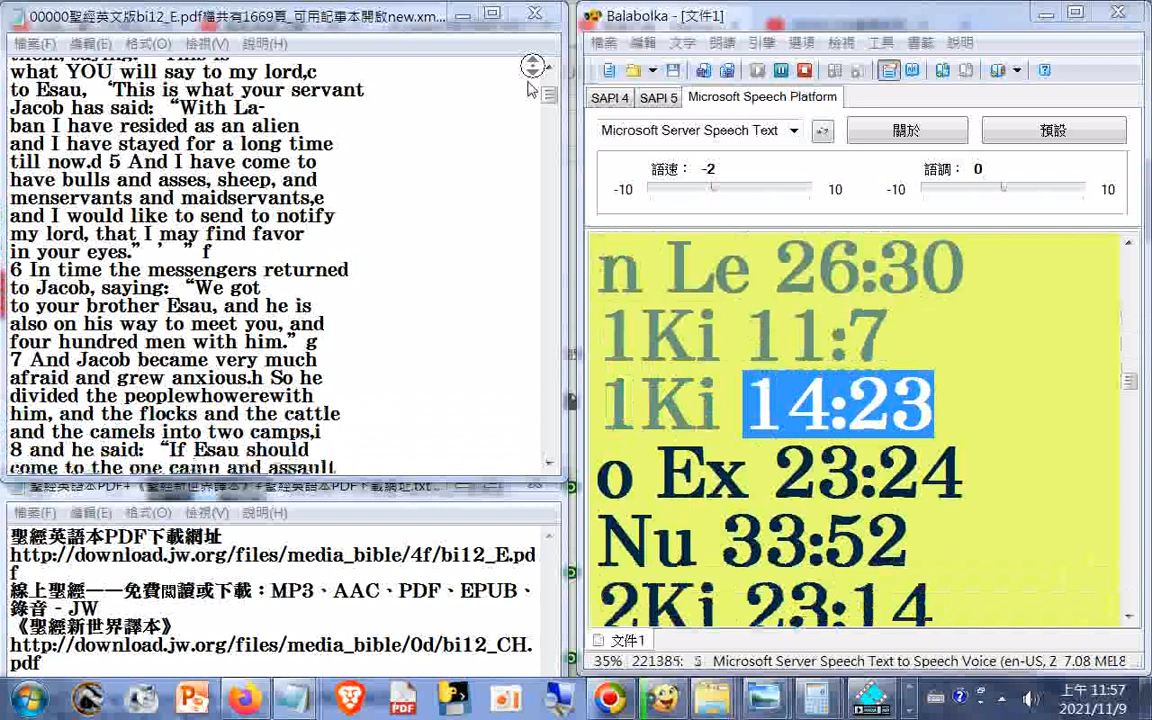 00000聖經英文版bi12_E.pdf檔共有1669頁_可用記事本開啟new.xm...
檔案(F) 編輯(E) 格式(O) 檢視(V) 說明(H)
them, saying: "This is
what YOU will say to my lord,c
to Esau, ‘This is what your servant
Jacob has said: “With La-
ban I have resided as an alien
and I have stayed for a long time
till now.d 5 And I have come to
have bulls and asses, sheep, and
menservants and maidservants,e
and I would like to send to notify
my lord, that I may find favor
in your eyes.” ’ ” f
6 In time the messengers returned
to Jacob, saying: “We got
to your brother Esau, and he is
also on his way to meet you, and
four hundred men with him.” g
7 And Jacob became very much
afraid and grew anxious.h So he
divided the peoplewhowerewith
him, and the flocks and the cattle
and the camels into two camps,i
8 and he said: “If Esau should
come to the one camp and assault
聖經英語本PDF+《聖經新世界譯本》+聖經英語本PDF下載網址.txt...
檔案(F) 編輯(E) 格式(O) 檢視(V) 說明(H)
聖經英語本PDF下載網址
http://download.jw.org/files/media_bible/4f/bi12_E.pd
f
線上聖經——免費閱讀或下載：MP3、AAC、PDF、EPUB、
錄音 - JW
《聖經新世界譯本》
http://download.jw.org/files/media_bible/0d/bi12_CH.
pdf
Balabolka - [文件1]
檔案 編輯 文字 朗讀 引擎 選項 檢視 工具 書籤 說明
SAPI 4 SAPI 5 Microsoft Speech Platform
Microsoft Server Speech Text 關於 預設
語速： -2 語調： 0
-10 10 -10 10
n Le 26:30
1Ki 11:7
1Ki 14:23
o Ex 23:24
Nu 33:52
2Ki 23:14
文件1
35% 221385: Microsoft Server Speech Text to Speech Voice (en-US, 2 7.08 MEL8
PDF
上午 11:57
2021/11/9